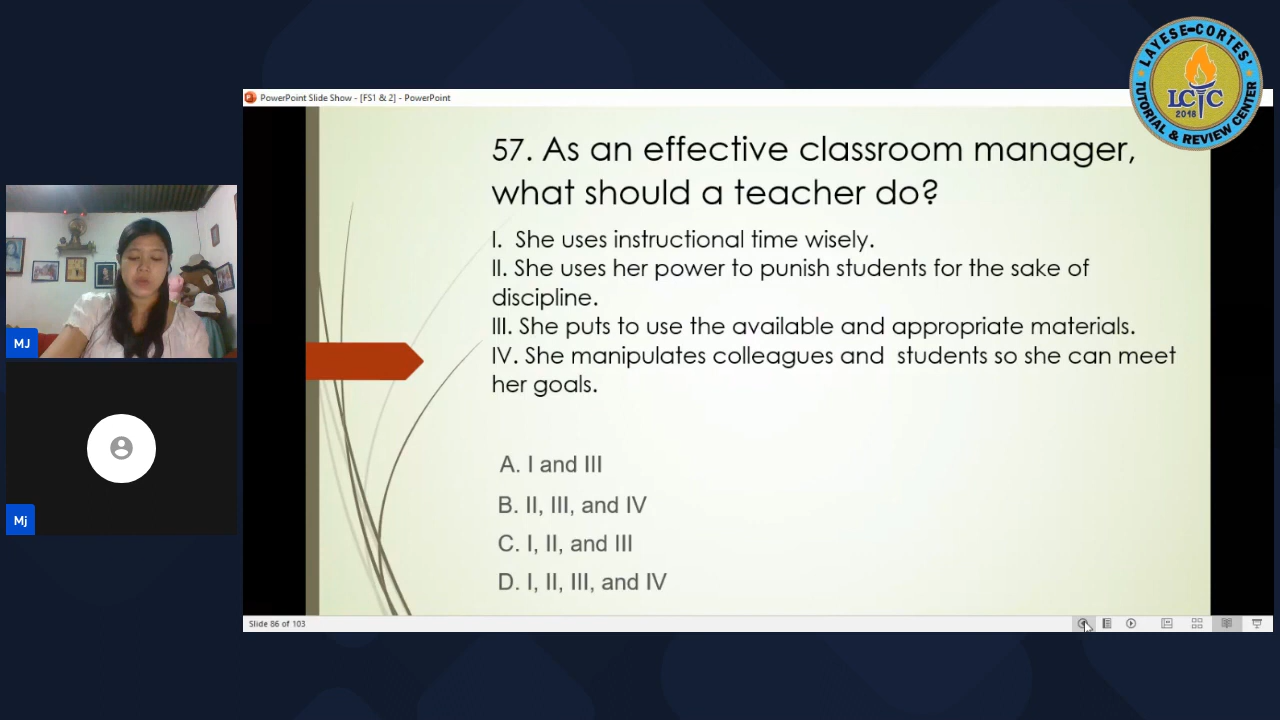 LAYESE-CORTES'
LCTC
2018
TUTORIAL & REVIEW CENTER
PowerPoint Slide Show - [FS1 & 2] - PowerPoint
57. As an effective classroom manager,
what should a teacher do?
I.  She uses instructional time wisely.
II. She uses her power to punish students for the sake of
discipline.
III. She puts to use the available and appropriate materials.
IV. She manipulates colleagues and  students so she can meet
her goals.
A. I and III
B. II, III, and IV
C. I, II, and III
D. I, II, III, and IV
MJ
Mj
Slide 86 of 103